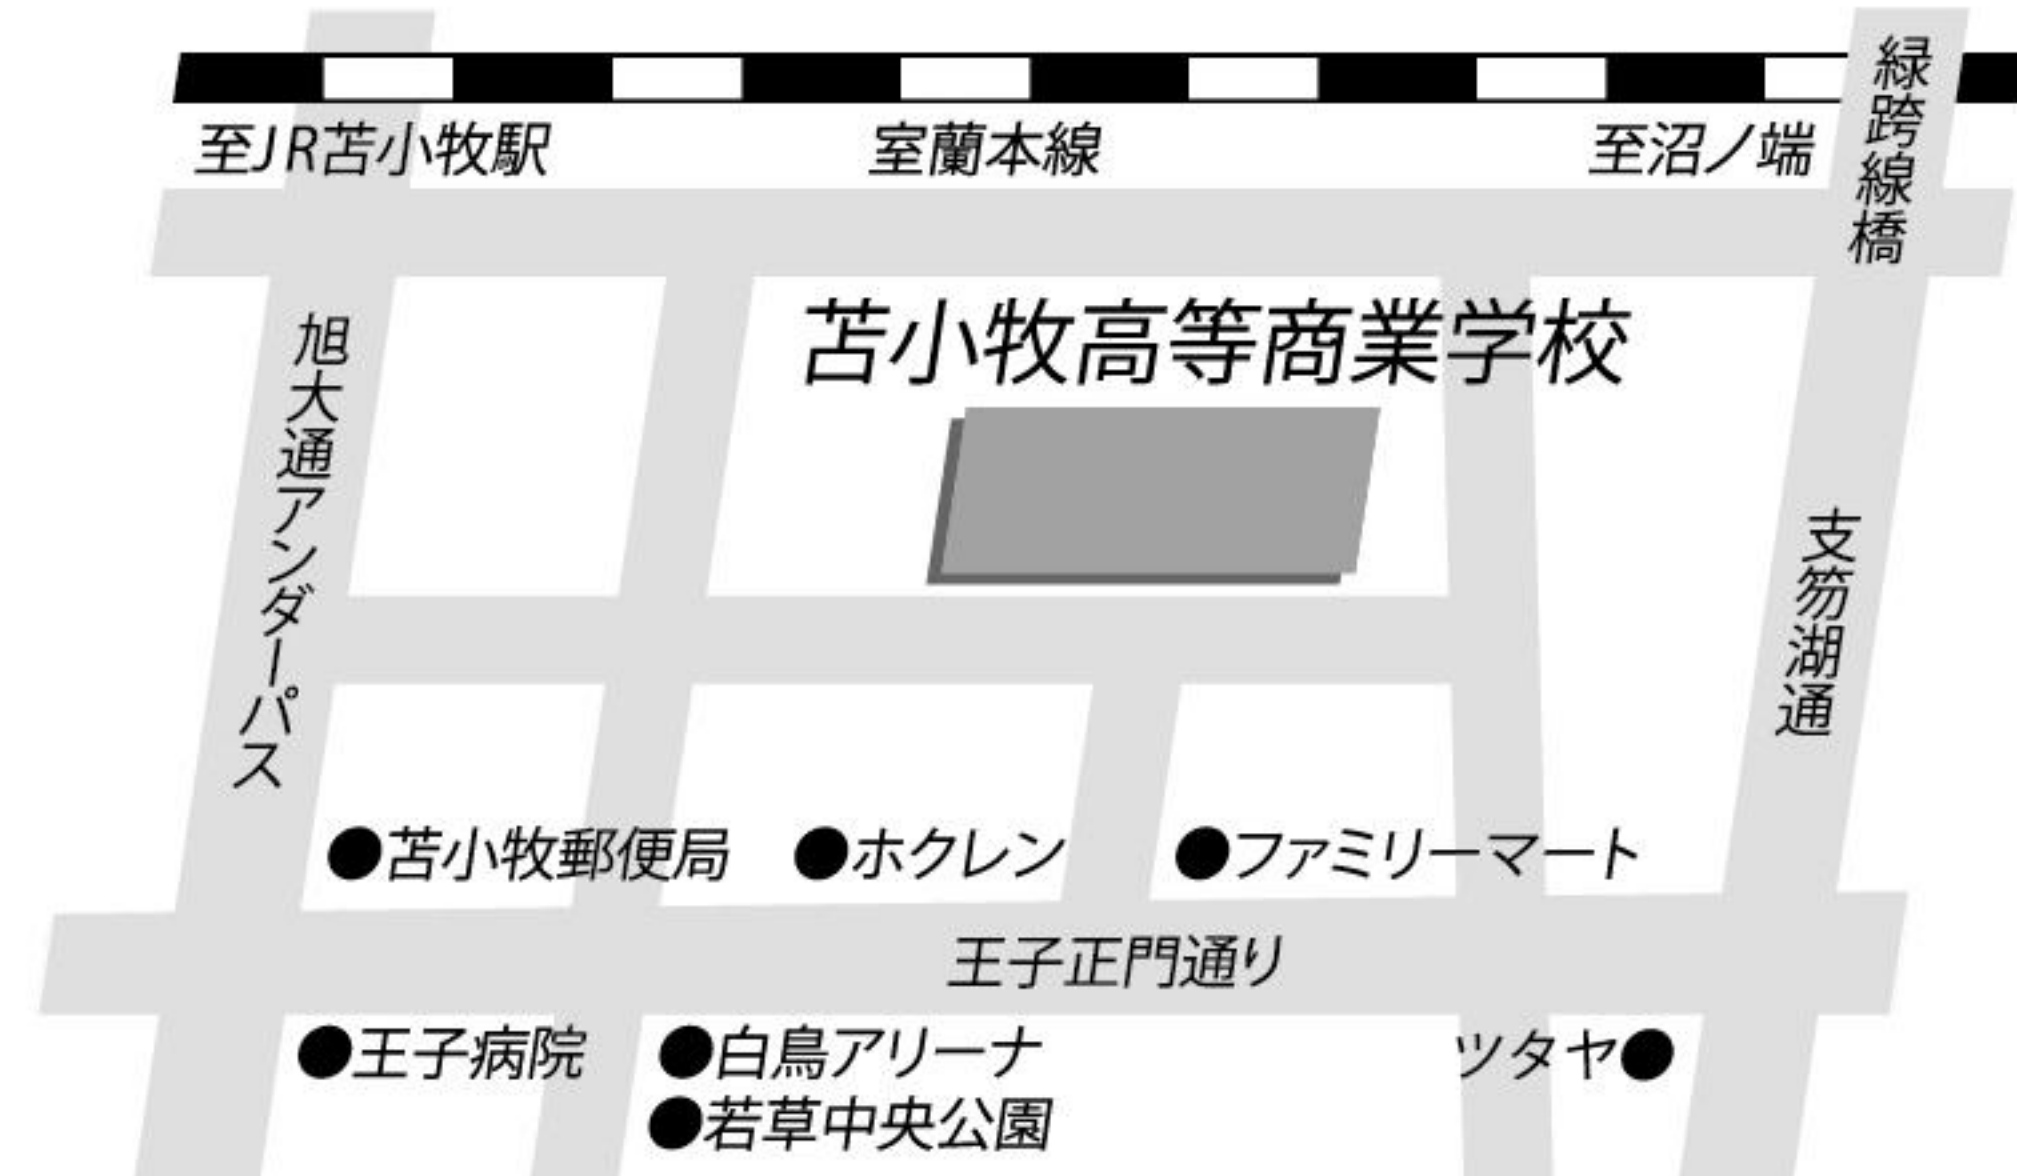 至JR苫小牧駅
室蘭本線
至沼ノ端
緑跨線橋
苫小牧高等商業学校
旭大通アンダーパス
支笏湖通
●苫小牧郵便局
●ホクレン
●ファミリーマート
王子正門通り
●王子病院
●白鳥アリーナ
ツタヤ●
●若草中央公園